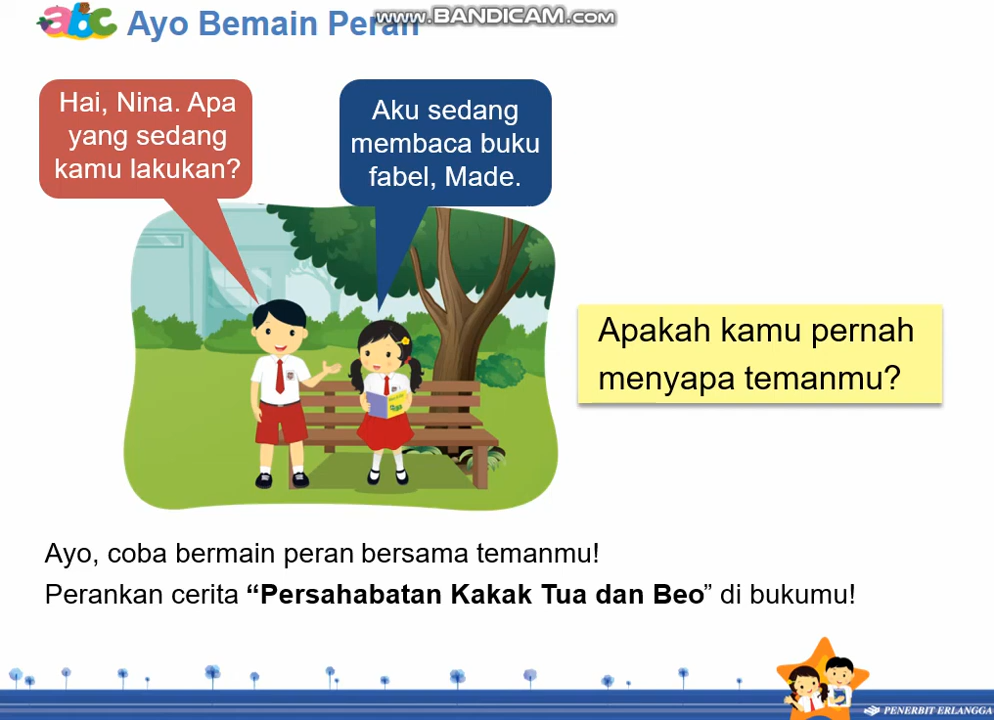 abc Ayo Bemain Peran
www.BANDICAM.com
Hai, Nina. Apa
yang sedang
kamu lakukan?
Aku sedang
membaca buku
fabel, Made.
Apakah kamu pernah
menyapa temanmu?
Ayo, coba bermain peran bersama temanmu!
Perankan cerita “Persahabatan Kakak Tua dan Beo” di bukumu!
PENERBIT ERLANGGA